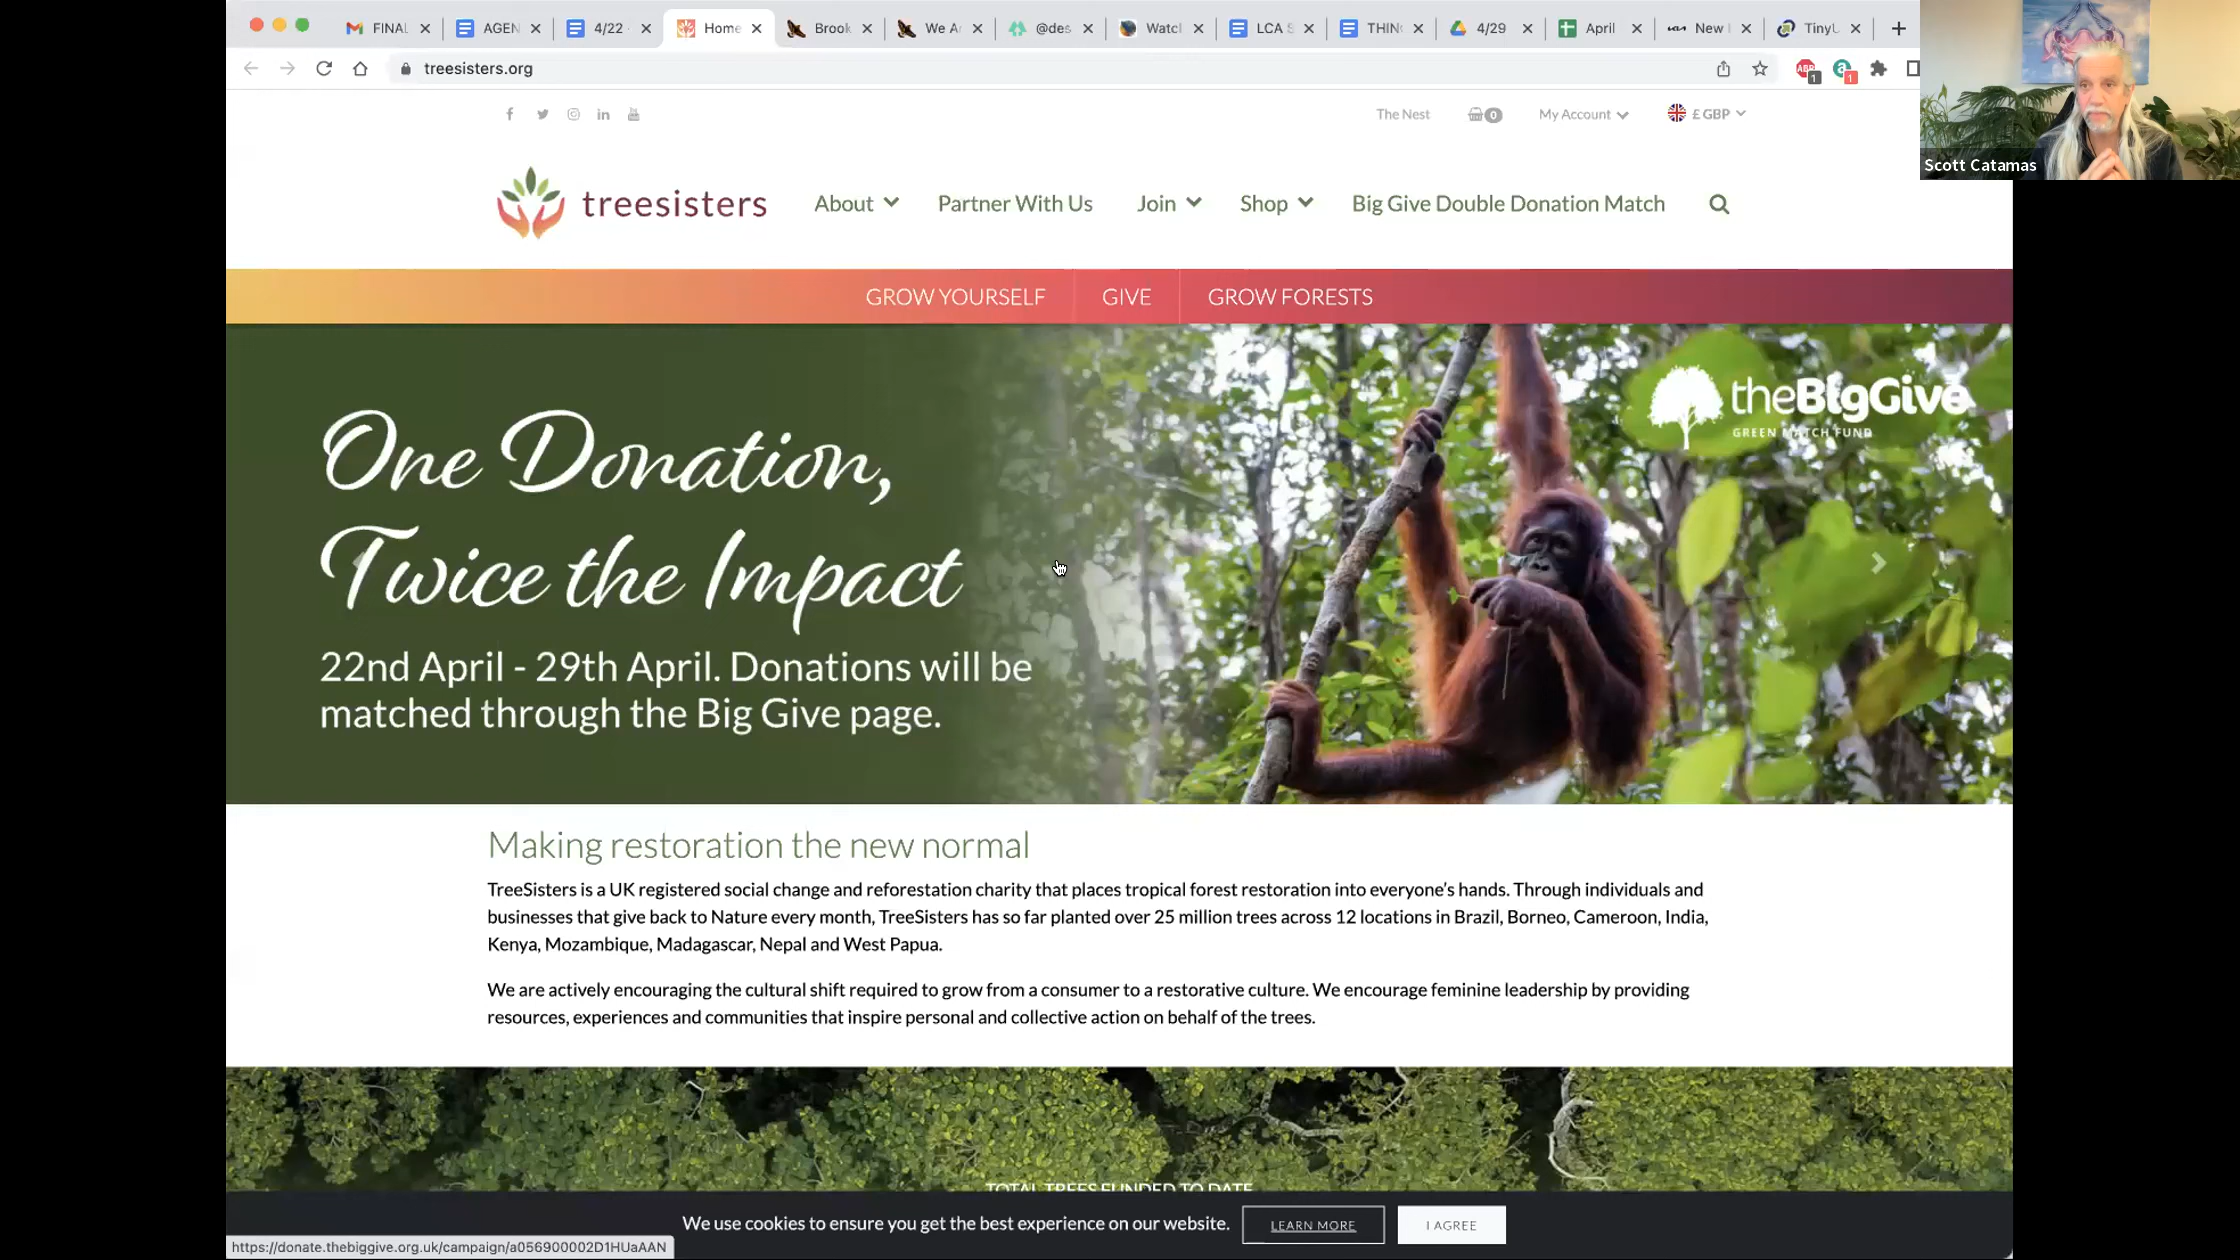 FINAL
AGEN
4/22
Home
Brook
We A
@des
Watcl
LCA S
THIN
4/29
April
New
TinyU
treesisters.org
The Nest
0
My Account
£ GBP
Scott Catamas
treesisters
About
Partner With Us
Join
Shop
Big Give Double Donation Match
GROW YOURSELF
GIVE
GROW FORESTS
theBigGive
GREEN MATCH FUND
One Donation,
Twice the Impact
22nd April - 29th April. Donations will be
matched through the Big Give page.
Making restoration the new normal
TreeSisters is a UK registered social change and reforestation charity that places tropical forest restoration into everyone's hands. Through individuals and
businesses that give back to Nature every month, TreeSisters has so far planted over 25 million trees across 12 locations in Brazil, Borneo, Cameroon, India,
Kenya, Mozambique, Madagascar, Nepal and West Papua.
We are actively encouraging the cultural shift required to grow from a consumer to a restorative culture. We encourage feminine leadership by providing
resources, experiences and communities that inspire personal and collective action on behalf of the trees.
TOTAL TREES FUNDED TO DATE
We use cookies to ensure you get the best experience on our website.
LEARN MORE
I AGREE
https://donate.thebiggive.org.uk/campaign/a056900002D1HUaAAN